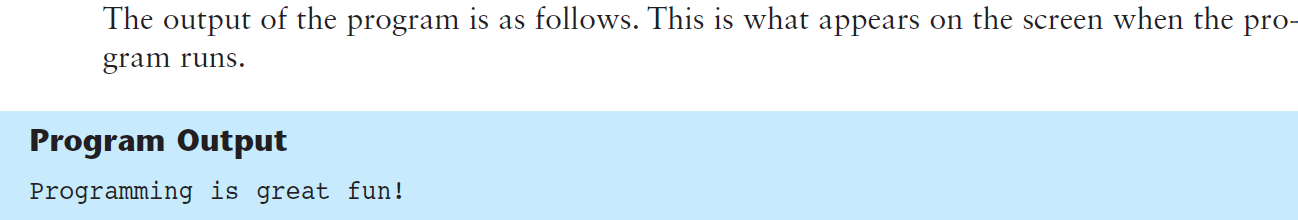 The output of the program is as follows. This is what appears on the screen when the pro-
gram runs.
Program Output
Programming is great fun!